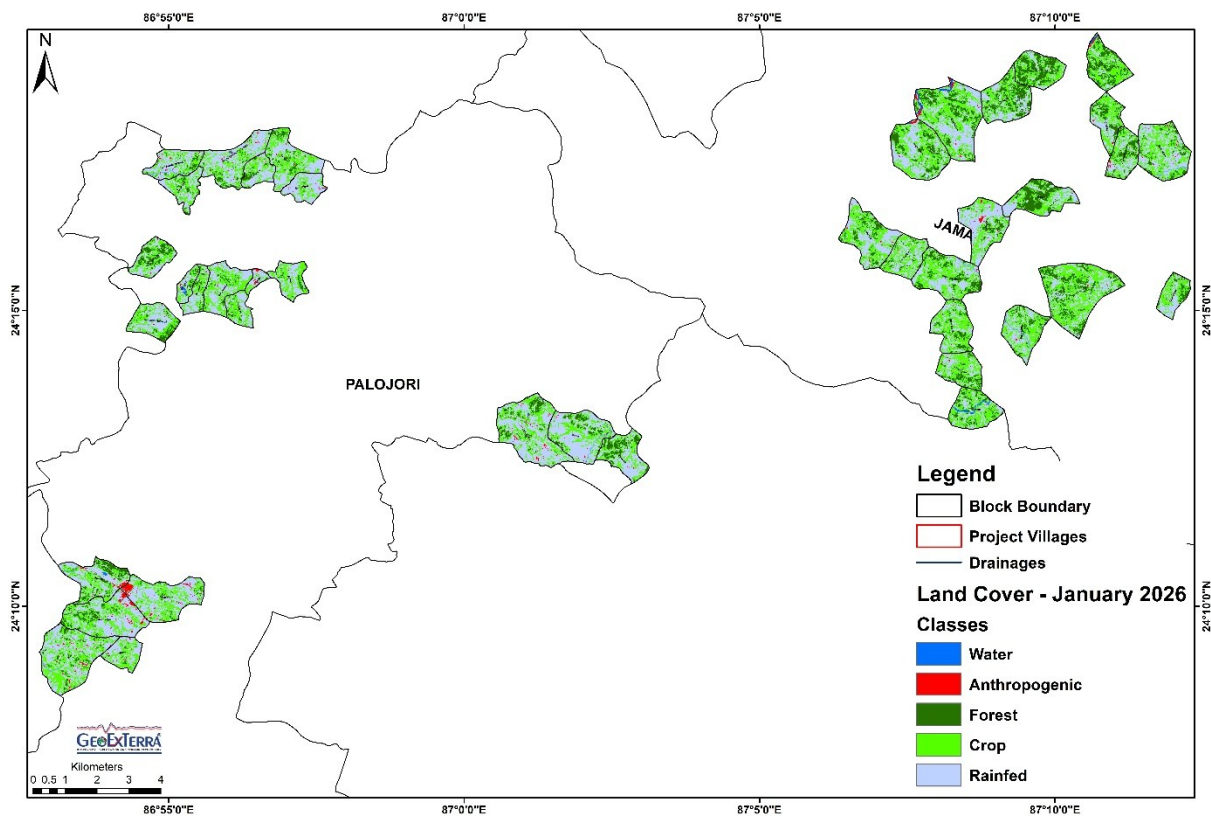 86°55'0"E 87°0'0"E 87°5'0"E 87°10'0"E
N
JAMA
24°15'0"N 24°15'0"N
PALOJORI
Legend
Block Boundary
Project Villages
Drainages
Land Cover - January 2026
Classes
Water
Anthropogenic
Forest
Crop
Rainfed
24°10'0"N 24°10'0"N
GEOEXTERRA
Kilometers
0 0.5 1 2 3 4
86°55'0"E 87°0'0"E 87°5'0"E 87°10'0"E